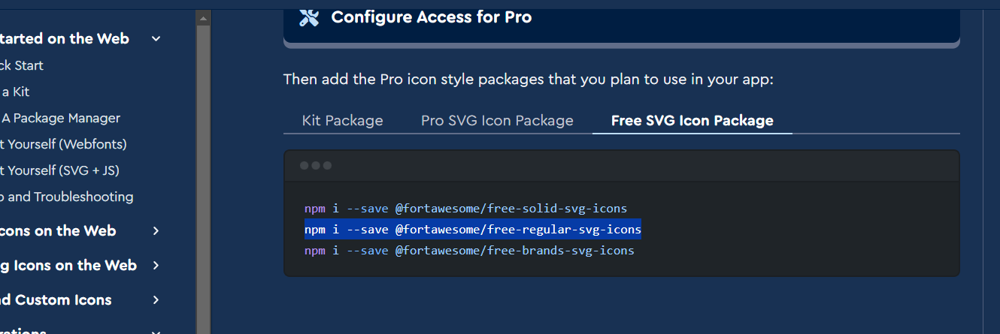 Configure Access for Pro
tarted on the Web
ck Start
a Kit
A Package Manager
t Yourself (Webfonts)
t Yourself (SVG + JS)
p and Troubleshooting
cons on the Web
g Icons on the Web
d Custom Icons
rations
Then add the Pro icon style packages that you plan to use in your app:
Kit Package
Pro SVG Icon Package
Free SVG Icon Package
npm i --save @fortawesome/free-solid-svg-icons
npm i --save @fortawesome/free-regular-svg-icons
npm i --save @fortawesome/free-brands-svg-icons